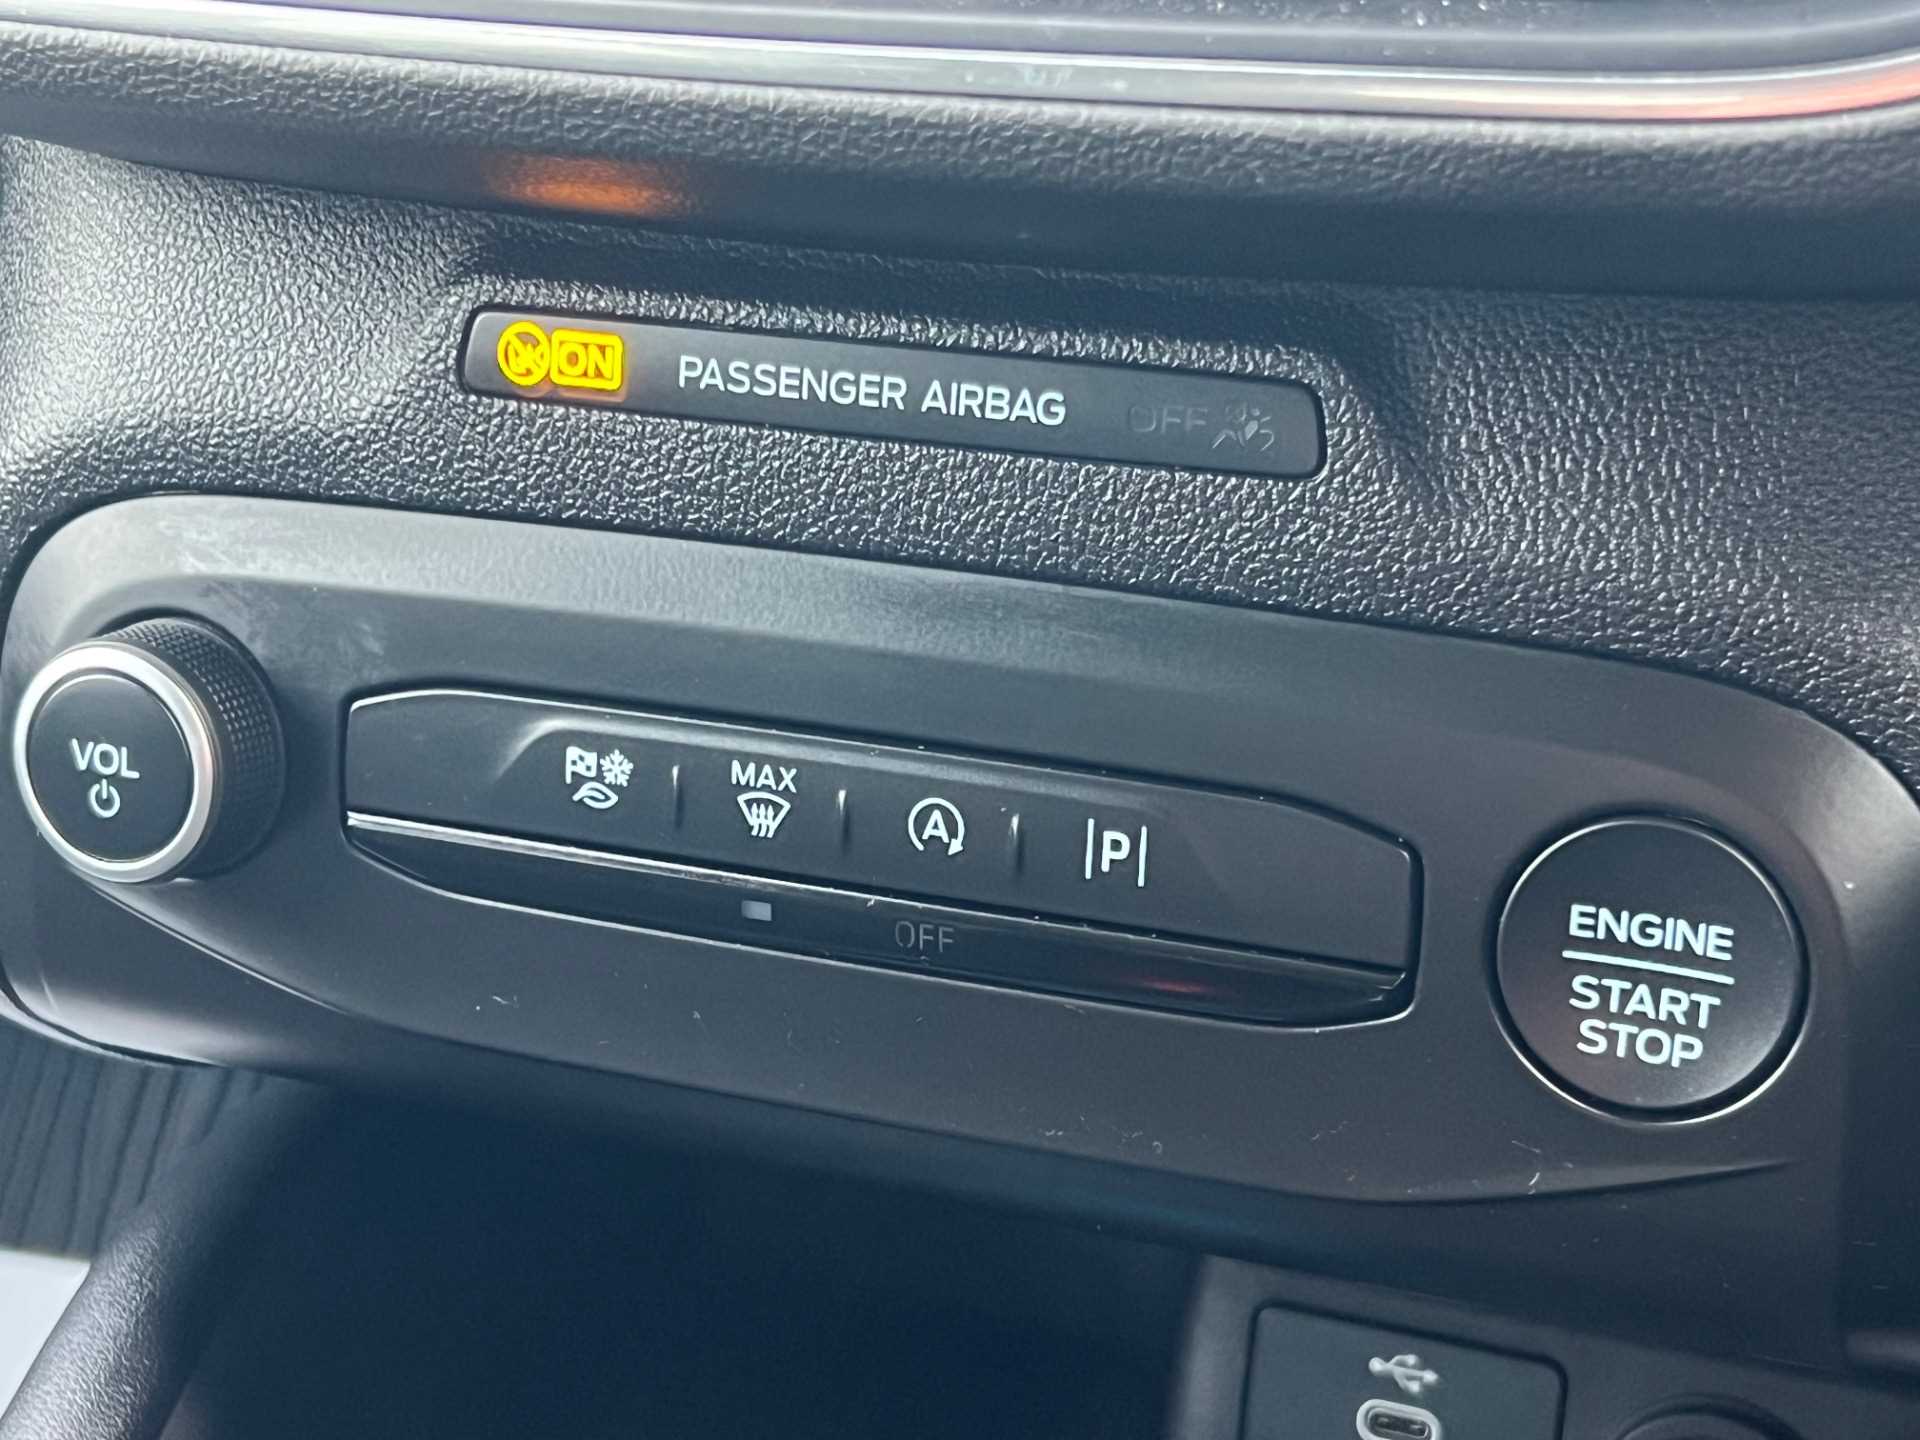 ON PASSENGER AIRBAG OFF
VOL
MAX
A
P
OFF
ENGINE
START
STOP